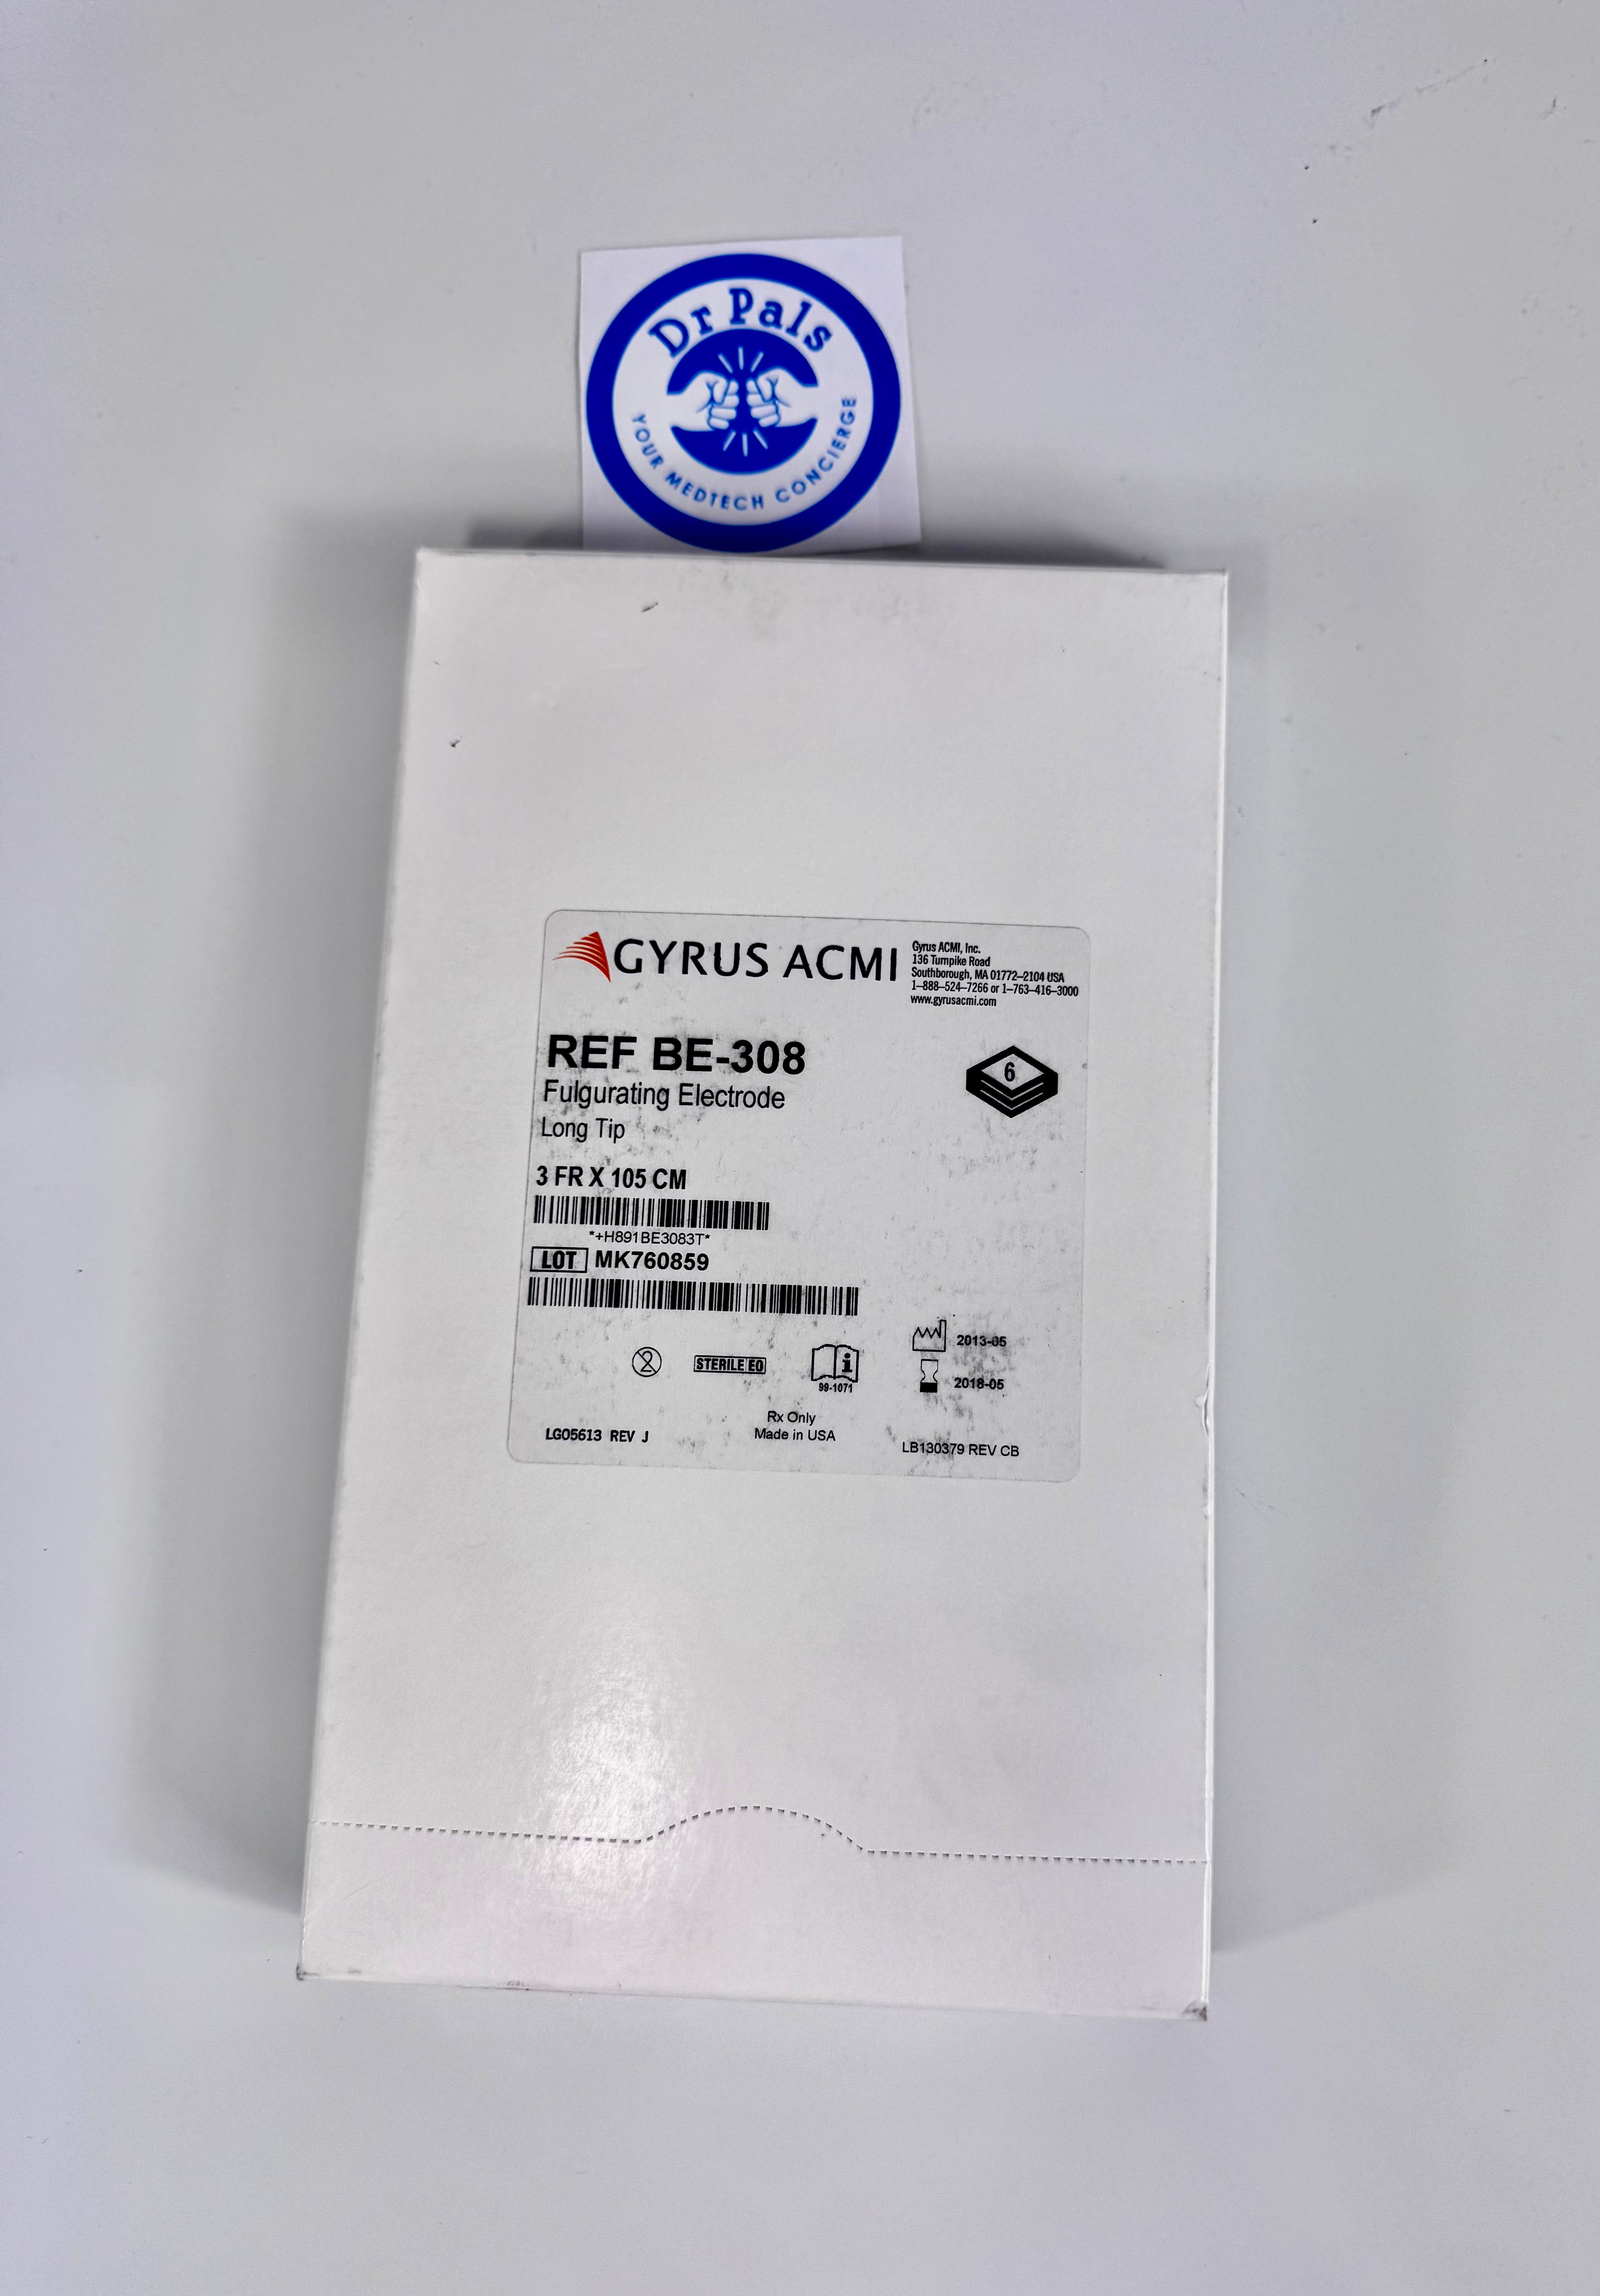 Dr Pals
YOUR MEDTECH CONCIERGE
GYRUS ACMI
Gyrus ACMI, Inc.
136 Turnpike Road
Southborough, MA 01772–2104 USA
1–888–524–7266 or 1–763–416–3000
www.gyrusacmi.com
REF BE-308
6
Fulgurating Electrode
Long Tip
3 FR X 105 CM
*+H891BE3083T*
LOT MK760859
2013-05
2
STERILE EO
i
99-1071
2018-05
Rx Only
LG05613 REV J
Made in USA
LB130379 REV CB